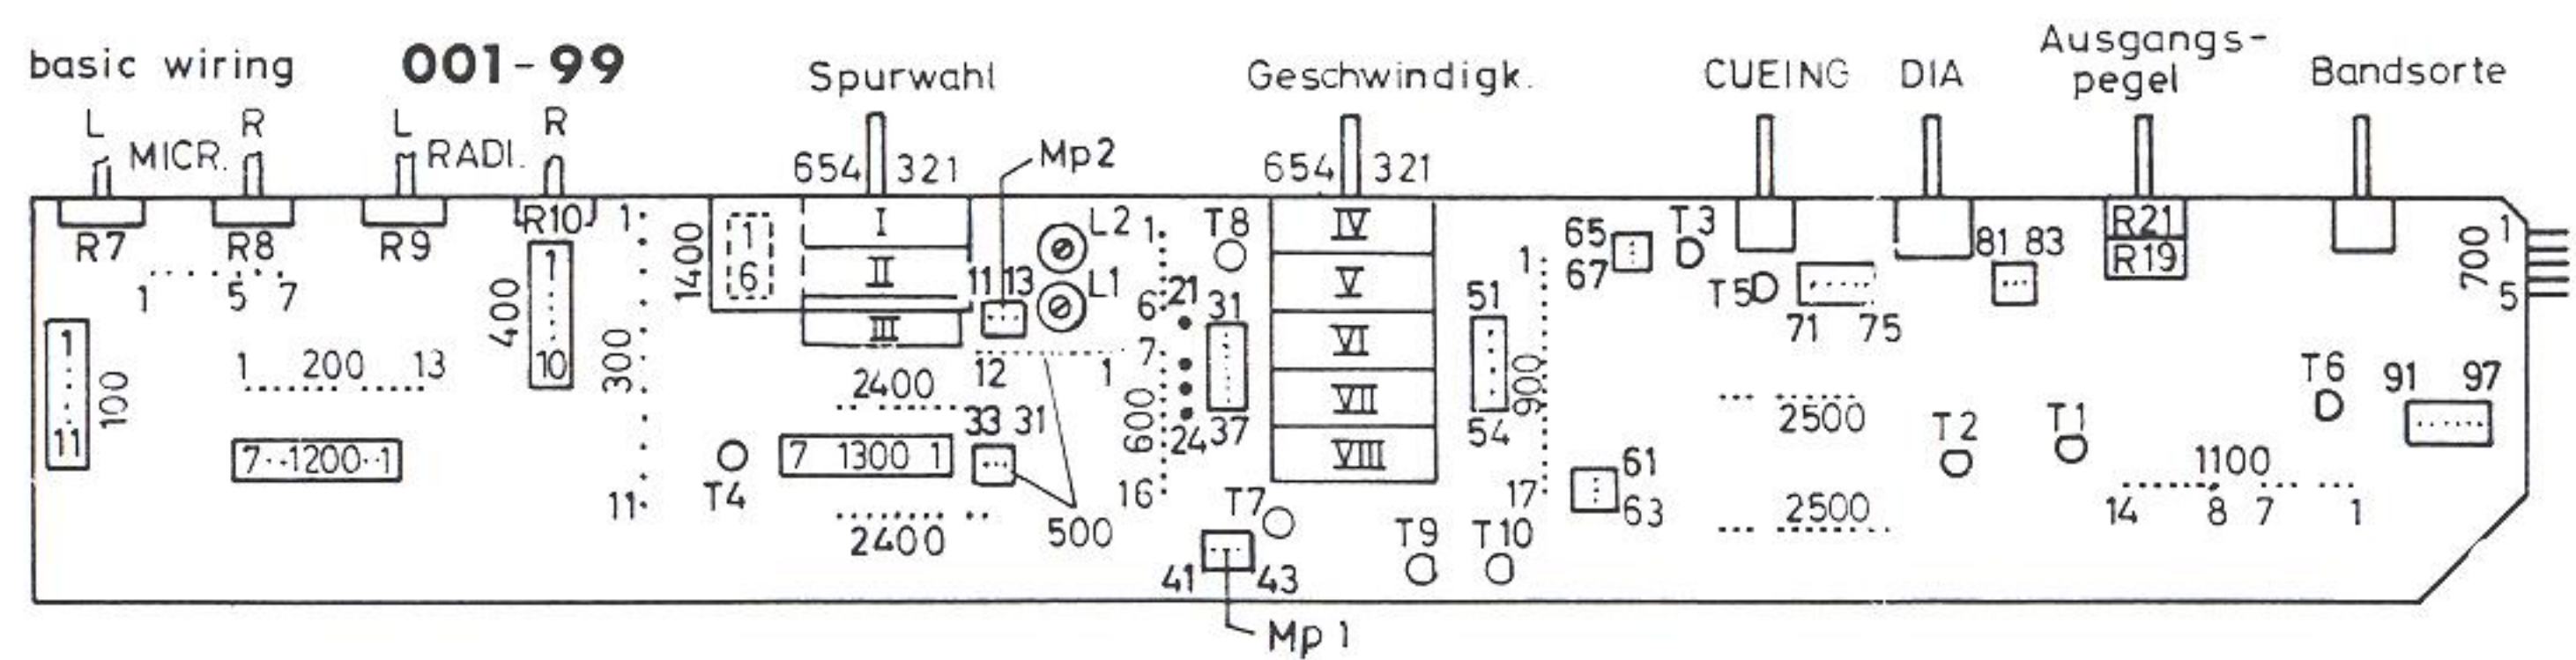 basic wiring 001-99
Spurwahl
Geschwindigk.
CUEING
DIA
Ausgangs-
pegel
Bandsorte
L R L R
MICR. RADI.
654 321
Mp2
654 321
R7 R8 R9 R10
1 5 7
1 11 100
1 200 13
7 1200 1
400 1 10
1 300 11
1400 1 6
I
II
III
11 13
L2
L1
12 1
2400
33 31
T4
7 1300 1
2400
500
1 6 7 16 600
21 24
T8
31 37
IV
V
VI
VII
VIII
T7
41 43
Mp 1
T9 T10
51 54
1 900 17
65 67
T3
T5
71 75
61 63
2500
2500
81 83
T2 T1
R21
R19
1100
14 8 7 1
T6
91 97
700 1 5